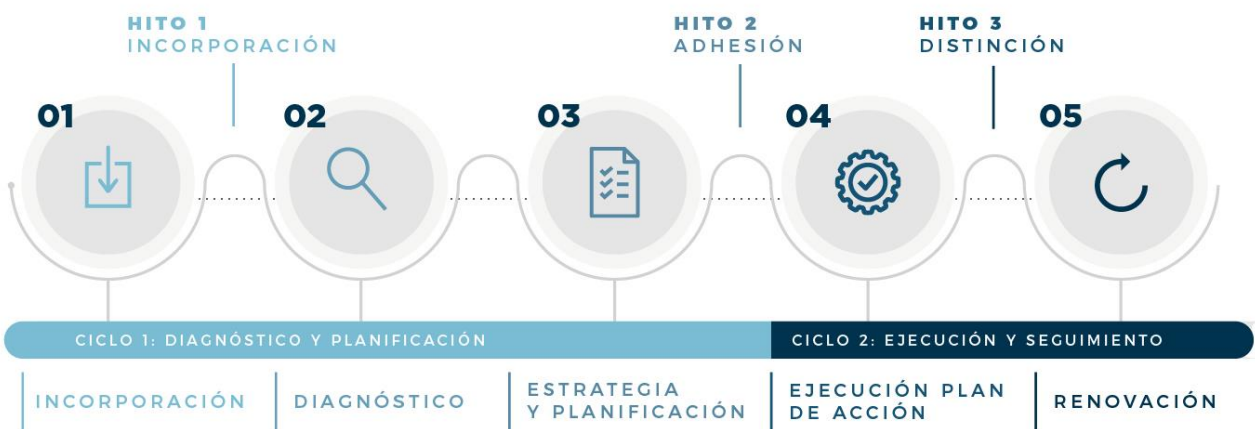 HITO 1
INCORPORACIÓN
HITO 2
ADHESIÓN
HITO 3
DISTINCIÓN
01
02
03
04
05
CICLO 1: DIAGNÓSTICO Y PLANIFICACIÓN
CICLO 2: EJECUCIÓN Y SEGUIMIENTO
INCORPORACIÓN
DIAGNÓSTICO
ESTRATEGIA
Y PLANIFICACIÓN
EJECUCIÓN PLAN
DE ACCIÓN
RENOVACIÓN